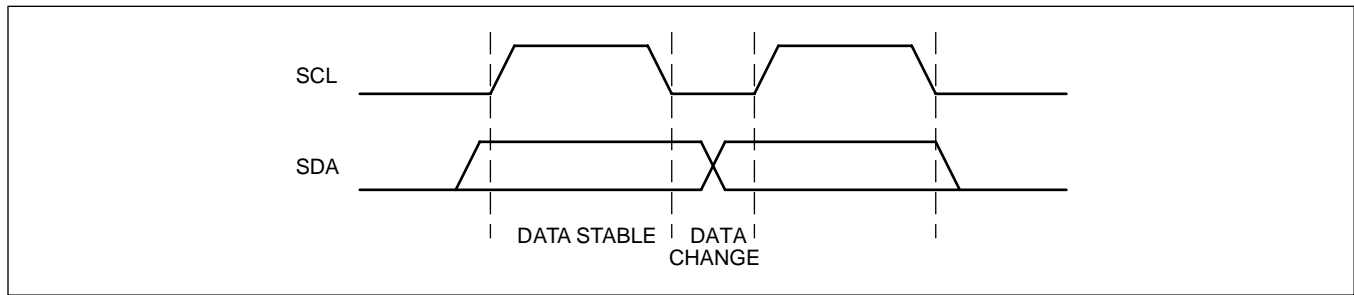 SCL
SDA
DATA STABLE
DATA
CHANGE